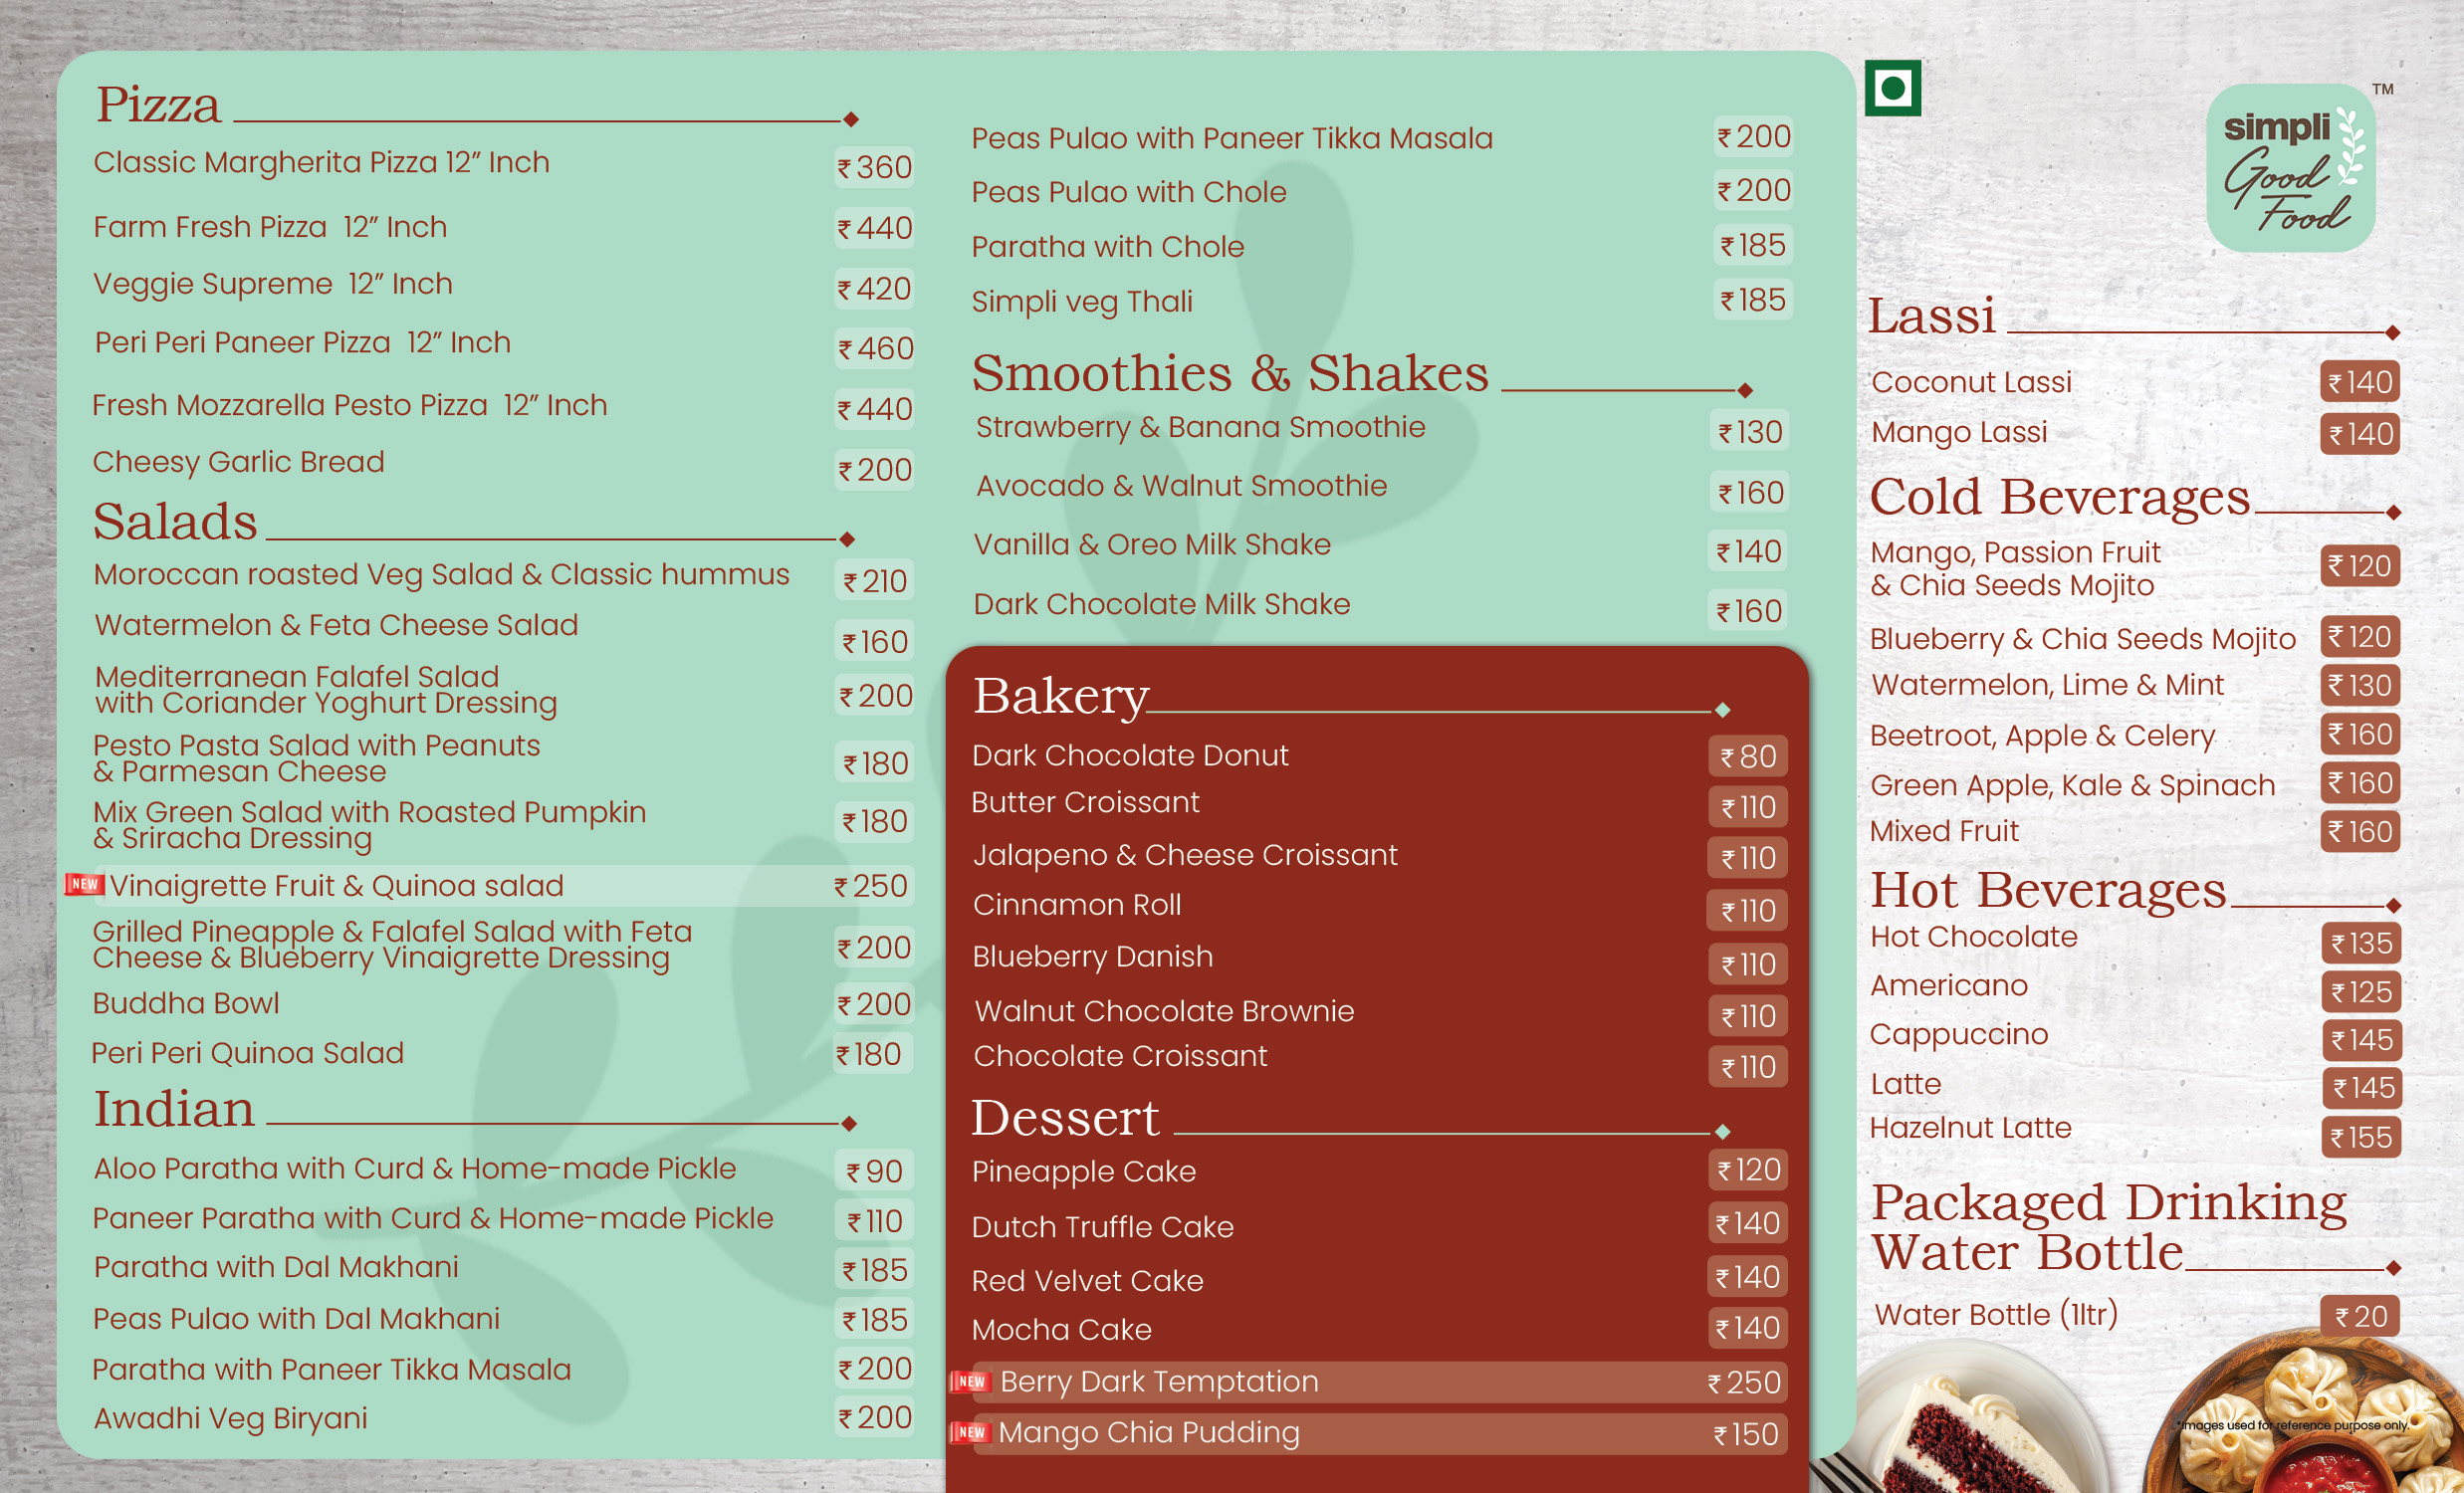 Pizza
Classic Margherita Pizza 12” Inch ₹360
Farm Fresh Pizza 12” Inch ₹440
Veggie Supreme 12” Inch ₹420
Peri Peri Paneer Pizza 12” Inch ₹460
Fresh Mozzarella Pesto Pizza 12” Inch ₹440
Cheesy Garlic Bread ₹200
Salads
Moroccan roasted Veg Salad & Classic hummus ₹210
Watermelon & Feta Cheese Salad ₹160
Mediterranean Falafel Salad
with Coriander Yoghurt Dressing ₹200
Pesto Pasta Salad with Peanuts
& Parmesan Cheese ₹180
Mix Green Salad with Roasted Pumpkin
& Sriracha Dressing ₹180
NEW Vinaigrette Fruit & Quinoa salad ₹250
Grilled Pineapple & Falafel Salad with Feta
Cheese & Blueberry Vinaigrette Dressing ₹200
Buddha Bowl ₹200
Peri Peri Quinoa Salad ₹180
Indian
Aloo Paratha with Curd & Home-made Pickle ₹90
Paneer Paratha with Curd & Home-made Pickle ₹110
Paratha with Dal Makhani ₹185
Peas Pulao with Dal Makhani ₹185
Paratha with Paneer Tikka Masala ₹200
Awadhi Veg Biryani ₹200
Peas Pulao with Paneer Tikka Masala ₹200
Peas Pulao with Chole ₹200
Paratha with Chole ₹185
Simpli veg Thali ₹185
Smoothies & Shakes
Strawberry & Banana Smoothie ₹130
Avocado & Walnut Smoothie ₹160
Vanilla & Oreo Milk Shake ₹140
Dark Chocolate Milk Shake ₹160
Bakery
Dark Chocolate Donut ₹80
Butter Croissant ₹110
Jalapeno & Cheese Croissant ₹110
Cinnamon Roll ₹110
Blueberry Danish ₹110
Walnut Chocolate Brownie ₹110
Chocolate Croissant ₹110
Dessert
Pineapple Cake ₹120
Dutch Truffle Cake ₹140
Red Velvet Cake ₹140
Mocha Cake ₹140
NEW Berry Dark Temptation ₹250
NEW Mango Chia Pudding ₹150
TM
simpli
Good
Food
Lassi
Coconut Lassi ₹140
Mango Lassi ₹140
Cold Beverages
Mango, Passion Fruit
& Chia Seeds Mojito ₹120
Blueberry & Chia Seeds Mojito ₹120
Watermelon, Lime & Mint ₹130
Beetroot, Apple & Celery ₹160
Green Apple, Kale & Spinach ₹160
Mixed Fruit ₹160
Hot Beverages
Hot Chocolate ₹135
Americano ₹125
Cappuccino ₹145
Latte ₹145
Hazelnut Latte ₹155
Packaged Drinking
Water Bottle
Water Bottle (1ltr) ₹20
*Images used for reference purpose only.